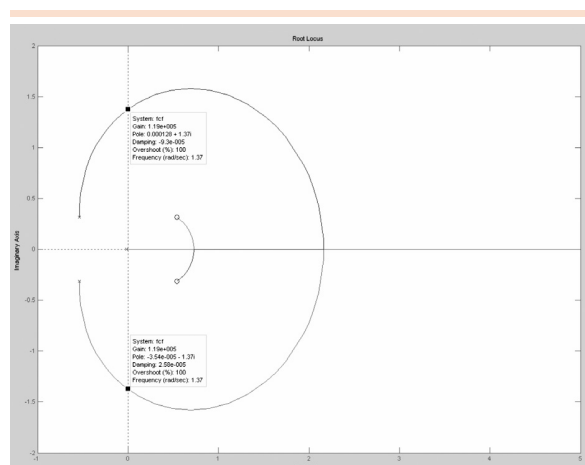 Root Locus
2
1.5
System: tcf
Gain: 1.19e+005
Pole: 0.000128 + 1.37i
Damping: -9.3e-005
Overshoot (%): 100
Frequency (rad/sec): 1.37
1
0.5
Imaginary Axis
0
-0.5
System: tcf
Gain: 1.19e+005
Pole: -3.54e-005 - 1.37i
Damping: 2.58e-005
Overshoot (%): 100
Frequency (rad/sec): 1.37
-1
-1.5
-2
-1 0 1 2 3 4 5